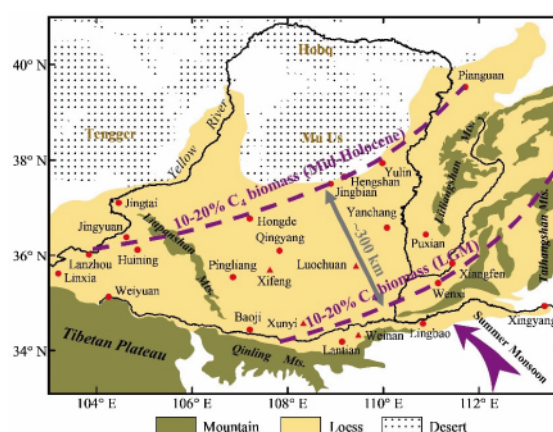 40° N
38° N
36° N
34° N
Hobq
Tengger
Mu Us
Yellow River
Pianguan
10-20% C4 biomass (Mid-Holocene)
Yulin
Hengshan
Jingbian
Lüliangshan Mts.
Taihangshan Mts.
Jingtai
Jingyuan
Liupanshan Mts.
Hongde
Yanchang
Puxian
Qingyang
~300 km
Lanzhou
Huining
Linxia
Pingliang
Xifeng
Luochuan
Xiangfen
10-20% C4 biomass (LGM)
Wenxi
Weiyuan
Baoji
Xunyi
Weinan
Lingbao
Xingyang
Lantian
Tibetan Plateau
Qinling Mts.
Summer Monsoon
104° E
106° E
108° E
110° E
112° E
Mountain
Loess
Desert